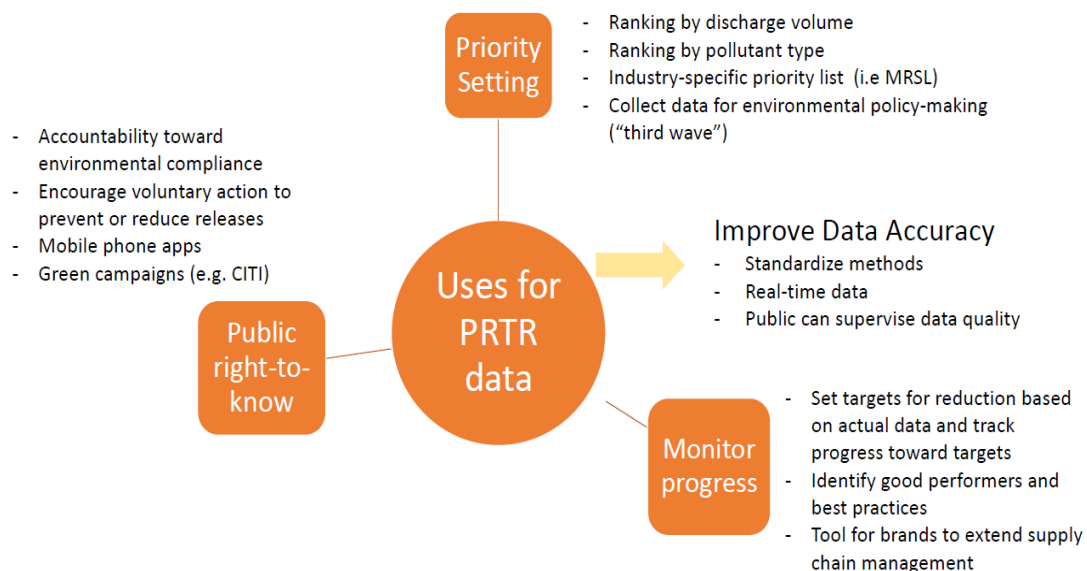 Priority
Setting
- Ranking by discharge volume
- Ranking by pollutant type
- Industry-specific priority list (i.e MRSL)
- Collect data for environmental policy-making
(“third wave”)
- Accountability toward
environmental compliance
- Encourage voluntary action to
prevent or reduce releases
- Mobile phone apps
- Green campaigns (e.g. CITI)
Public
right-to-
know
Uses for
PRTR
data
Improve Data Accuracy
- Standardize methods
- Real-time data
- Public can supervise data quality
Monitor
progress
- Set targets for reduction based
on actual data and track
progress toward targets
- Identify good performers and
best practices
- Tool for brands to extend supply
chain management